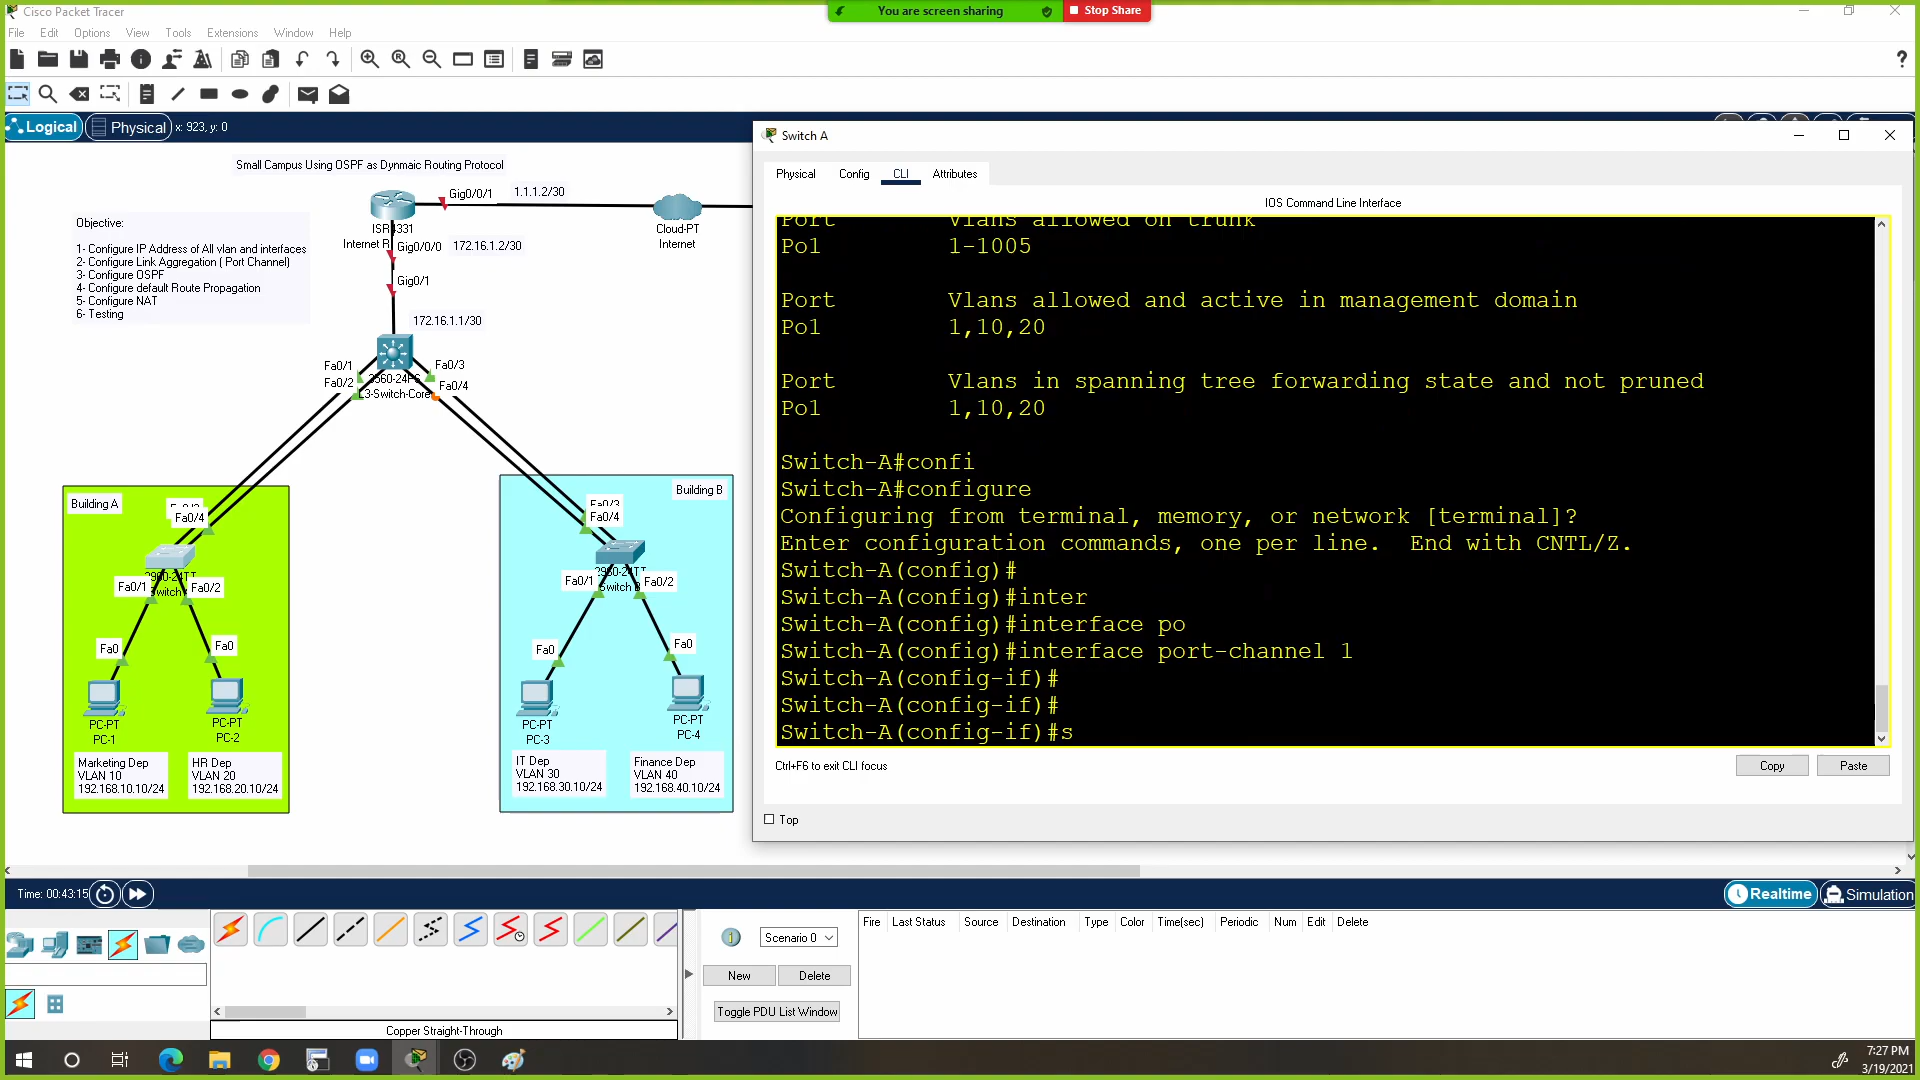 Cisco Packet Tracer
You are screen sharing
Stop Share
File Edit Options View Tools Extensions Window Help
Logical
Physical
x: 923, y: 0
Small Campus Using OSPF as Dynmaic Routing Protocol
Objective:
1- Configure IP Address of All vlan and interfaces
2- Configure Link Aggregation ( Port Channel)
3- Configure OSPF
4- Configure default Route Propagation
5- Configure NAT
6- Testing
Gig0/0/1
1.1.1.2/30
Internet R
Gig0/0/0
172.16.1.2/30
Gig0/1
172.16.1.1/30
Cloud-PT
Internet
Fa0/1
Fa0/2
Fa0/3
Fa0/4
3560-24PS
L3-Switch-Core
Building A
Fa0/4
Fa0/1
Fa0/2
Fa0
Fa0
PC-PT
PC-1
PC-PT
PC-2
Marketing Dep
VLAN 10
192.168.10.10/24
HR Dep
VLAN 20
192.168.20.10/24
Building B
Fa0/3
Fa0/4
2960-24TT
Switch B
Fa0/1
Fa0/2
Fa0
Fa0
PC-PT
PC-3
PC-PT
PC-4
IT Dep
VLAN 30
192.168.30.10/24
Finance Dep
VLAN 40
192.168.40.10/24
Switch A
Physical Config CLI Attributes
IOS Command Line Interface
Port Vlans allowed on trunk
Po1 1-1005
Port Vlans allowed and active in management domain
Po1 1,10,20
Port Vlans in spanning tree forwarding state and not pruned
Po1 1,10,20
Switch-A#confi
Switch-A#configure
Configuring from terminal, memory, or network [terminal]?
Enter configuration commands, one per line. End with CNTL/Z.
Switch-A(config)#
Switch-A(config)#inter
Switch-A(config)#interface po
Switch-A(config)#interface port-channel 1
Switch-A(config-if)#
Switch-A(config-if)#
Switch-A(config-if)#s
Ctrl+F6 to exit CLI focus
Copy
Paste
Top
Time: 00:43:15
Realtime
Simulation
Scenario 0
New
Delete
Toggle PDU List Window
Fire Last Status Source Destination Type Color Time(sec) Periodic Num Edit Delete
Copper Straight-Through
7:27 PM
3/19/2021